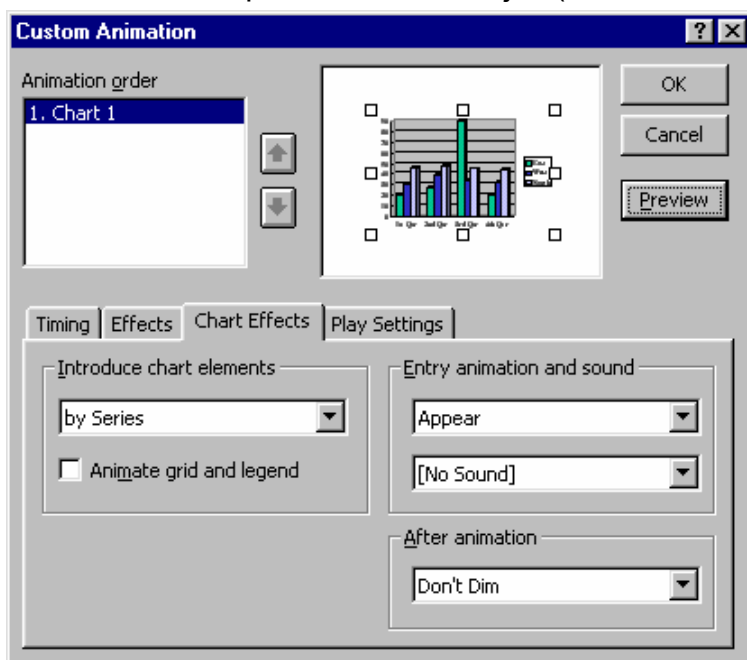 Custom Animation
Animation order
1. Chart 1
OK
Cancel
Preview
Timing
Effects
Chart Effects
Play Settings
Introduce chart elements
by Series
Animate grid and legend
Entry animation and sound
Appear
[No Sound]
After animation
Don't Dim